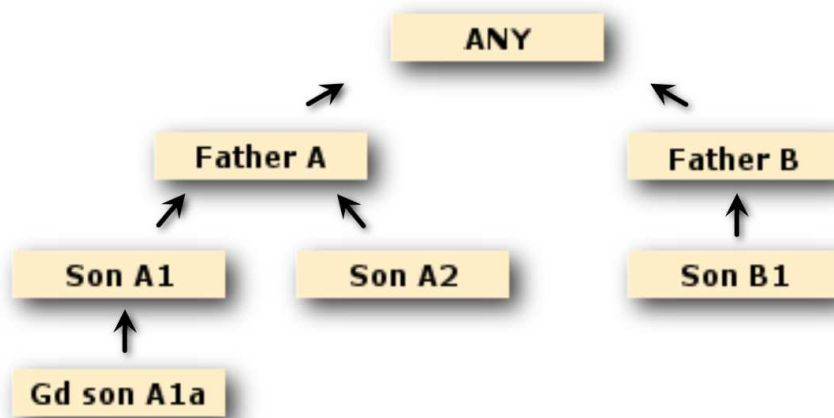 ANY
Father A
Father B
Son A1
Son A2
Son B1
Gd son A1a